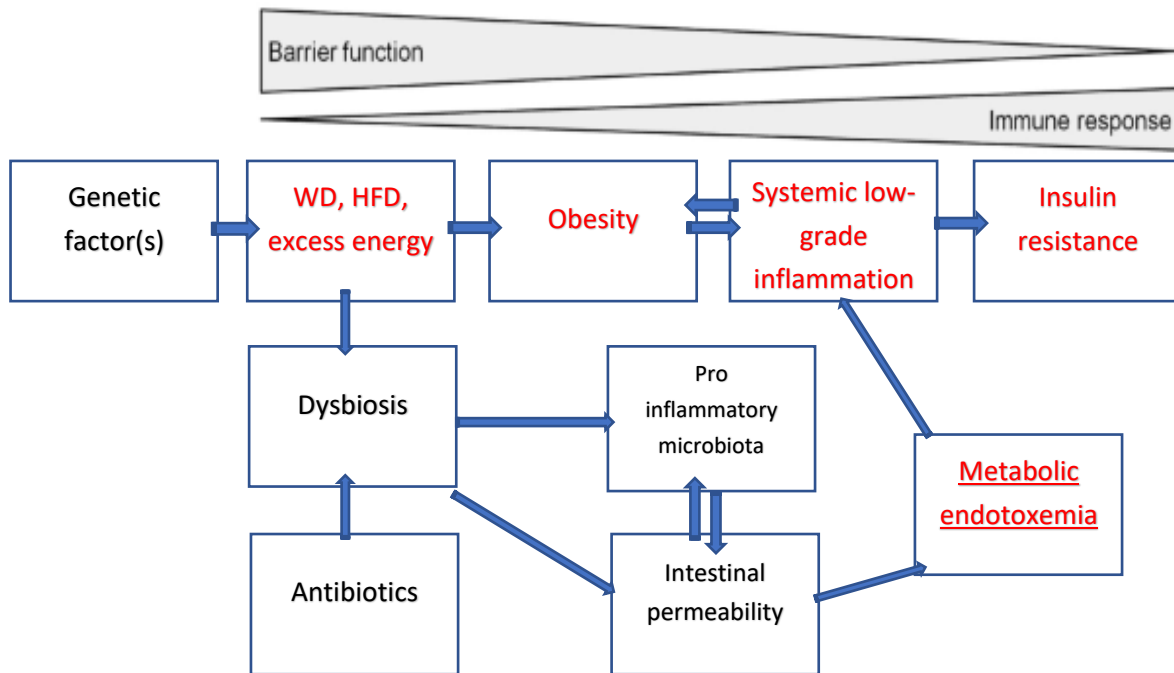 Barrier function
Immune response
Genetic
factor(s)
WD, HFD,
excess energy
Obesity
Systemic low-
grade
inflammation
Insulin
resistance
Dysbiosis
Pro
inflammatory
microbiota
Metabolic
endotoxemia
Antibiotics
Intestinal
permeability